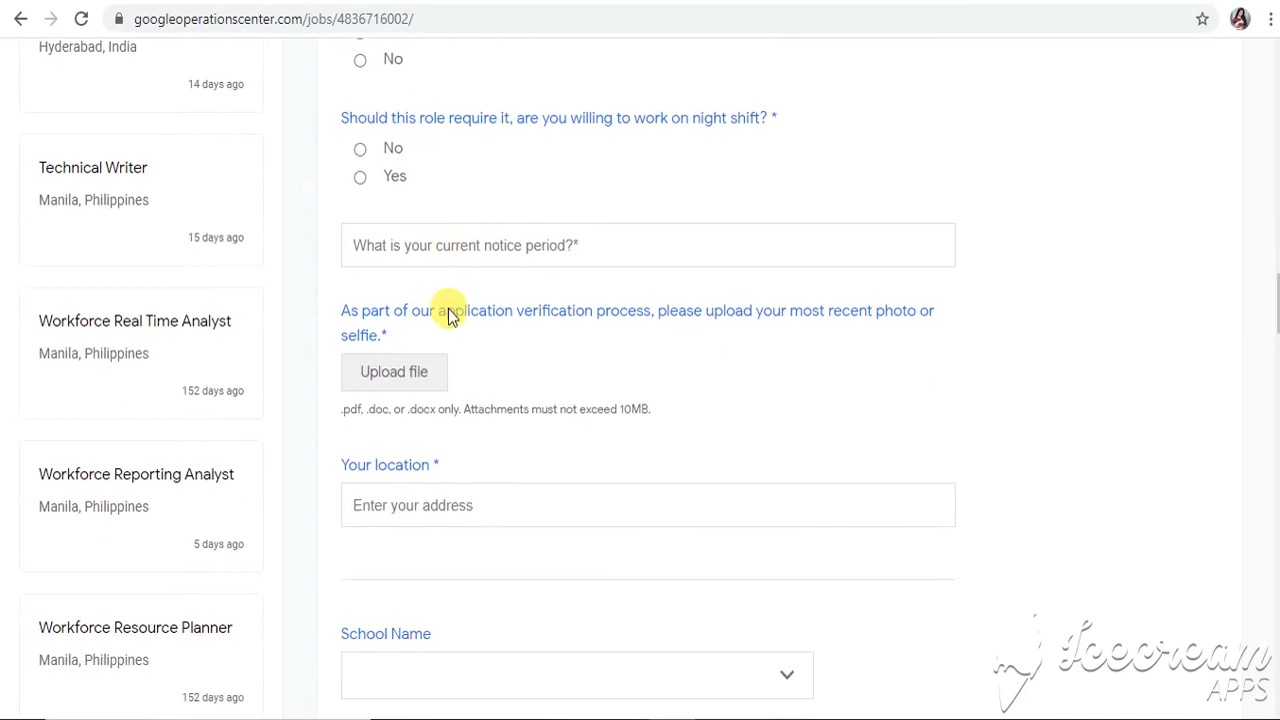 googleoperationscenter.com/jobs/4836716002/
Hyderabad, India
14 days ago
Technical Writer
Manila, Philippines
15 days ago
Workforce Real Time Analyst
Manila, Philippines
152 days ago
Workforce Reporting Analyst
Manila, Philippines
5 days ago
Workforce Resource Planner
Manila, Philippines
152 days ago
No
Should this role require it, are you willing to work on night shift? *
No
Yes
What is your current notice period?*
As part of our application verification process, please upload your most recent photo or
selfie.*
Upload file
.pdf, .doc, or .docx only. Attachments must not exceed 10MB.
Your location *
Enter your address
School Name
Icecream
APPS